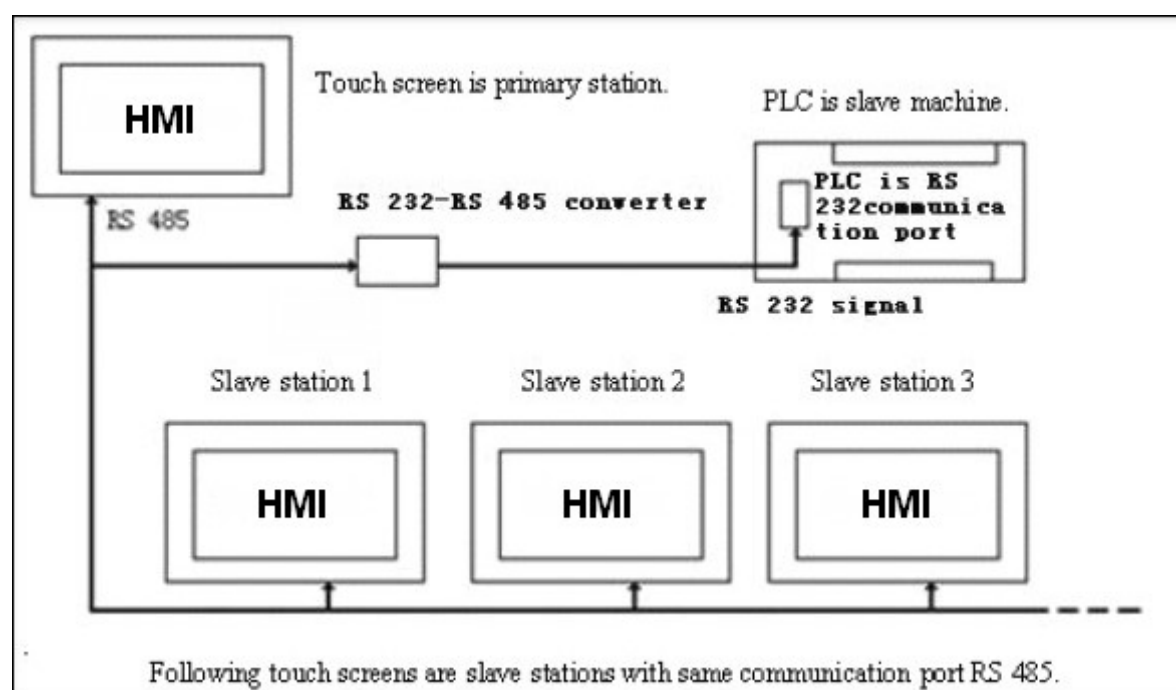 HMI
Touch screen is primary station.
PLC is slave machine.
RS 485
RS 232-RS 485 converter
PLC is RS
232communica
tion port
RS 232 signal
Slave station 1
Slave station 2
Slave station 3
HMI
HMI
HMI
Following touch screens are slave stations with same communication port RS 485.